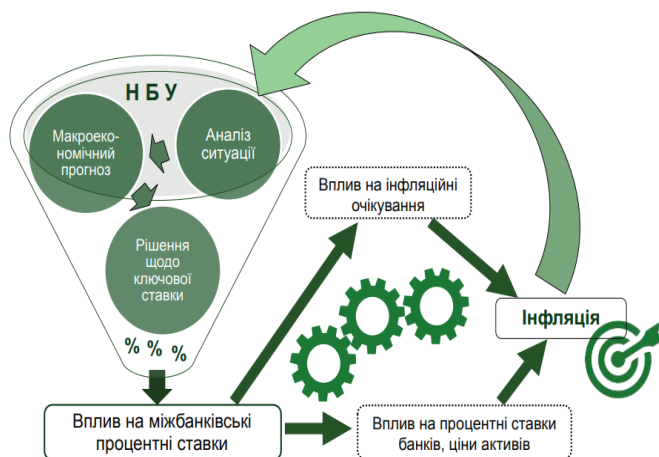 НБУ
Макроеко-
номічний
прогноз
Аналіз
ситуації
Рішення
щодо
ключової
ставки
% % %
Вплив на інфляційні
очікування
Інфляція
Вплив на міжбанківські
процентні ставки
Вплив на процентні ставки
банків, ціни активів